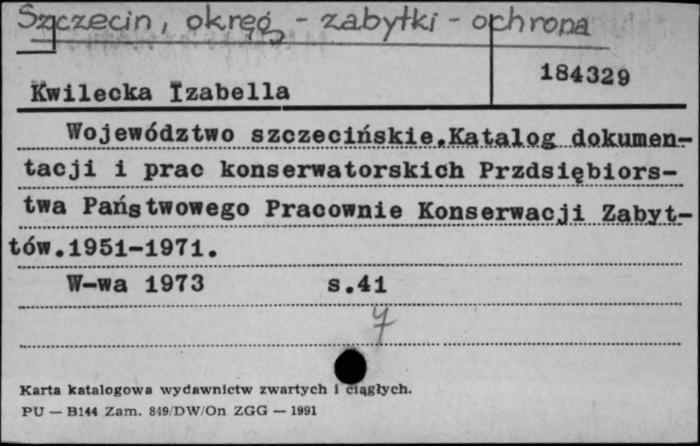 Szczecin, okręg - zabytki - ochrona
184329
Kwilecka Izabella
Województwo szczecińskie.Katalog dokumen-
tacji i prac konserwatorskich Przdsiębiors-
twa Państwowego Pracownie Konserwacji Zabyt-
tów.1951-1971.
W-wa 1973 s.41
Karta katalogowa wydawnictw zwartych i ciągłych.
PU — B144 Zam. 849/DW/On ZGG — 1991